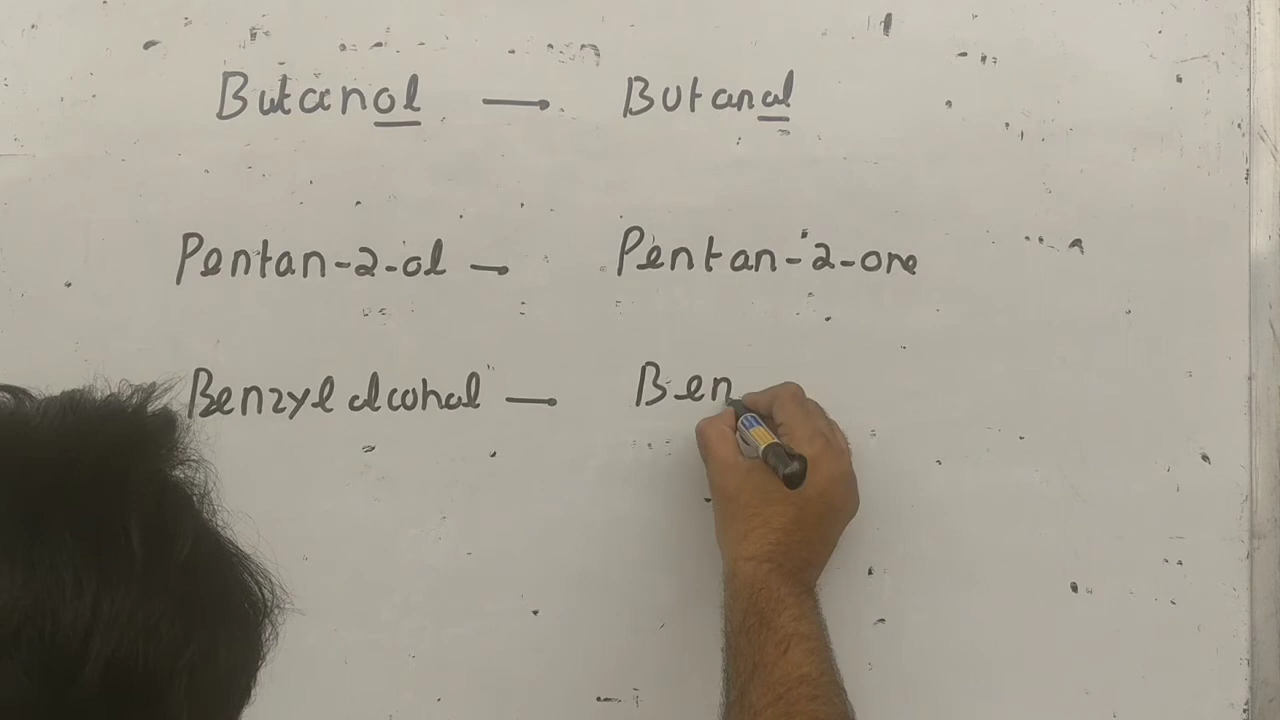 Butanol → Butanal
Pentan-2-ol → Pentan-2-one
Benzyl alcohol → Ben